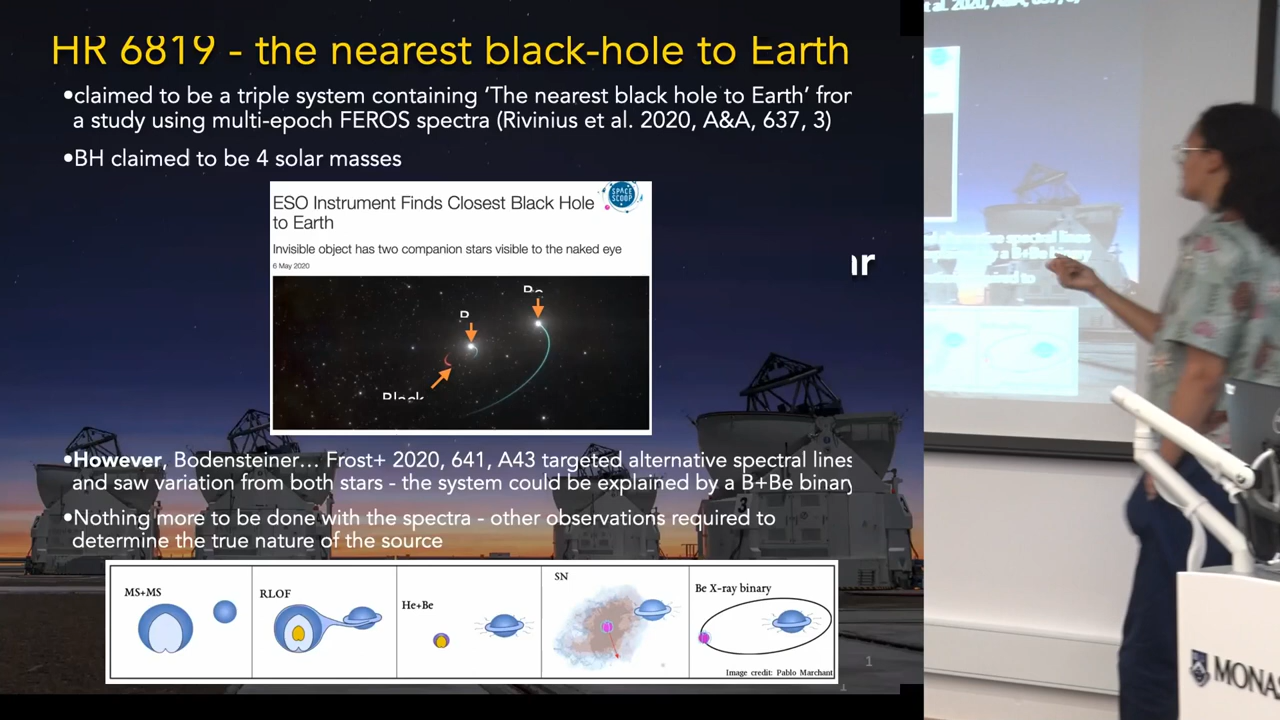 HR 6819 - the nearest black-hole to Earth
•claimed to be a triple system containing ‘The nearest black hole to Earth’ from
a study using multi-epoch FEROS spectra (Rivinius et al. 2020, A&A, 637, 3)
•BH claimed to be 4 solar masses
ESO Instrument Finds Closest Black Hole
to Earth
SPACE
SCOOP
Invisible object has two companion stars visible to the naked eye
6 May 2020
Be
B
Black
•However, Bodensteiner… Frost+ 2020, 641, A43 targeted alternative spectral lines
and saw variation from both stars - the system could be explained by a B+Be binary
•Nothing more to be done with the spectra - other observations required to
determine the true nature of the source
MS+MS
RLOF
He+Be
SN
Be X-ray binary
Image credit: Pablo Marchant
1
3
MONAS